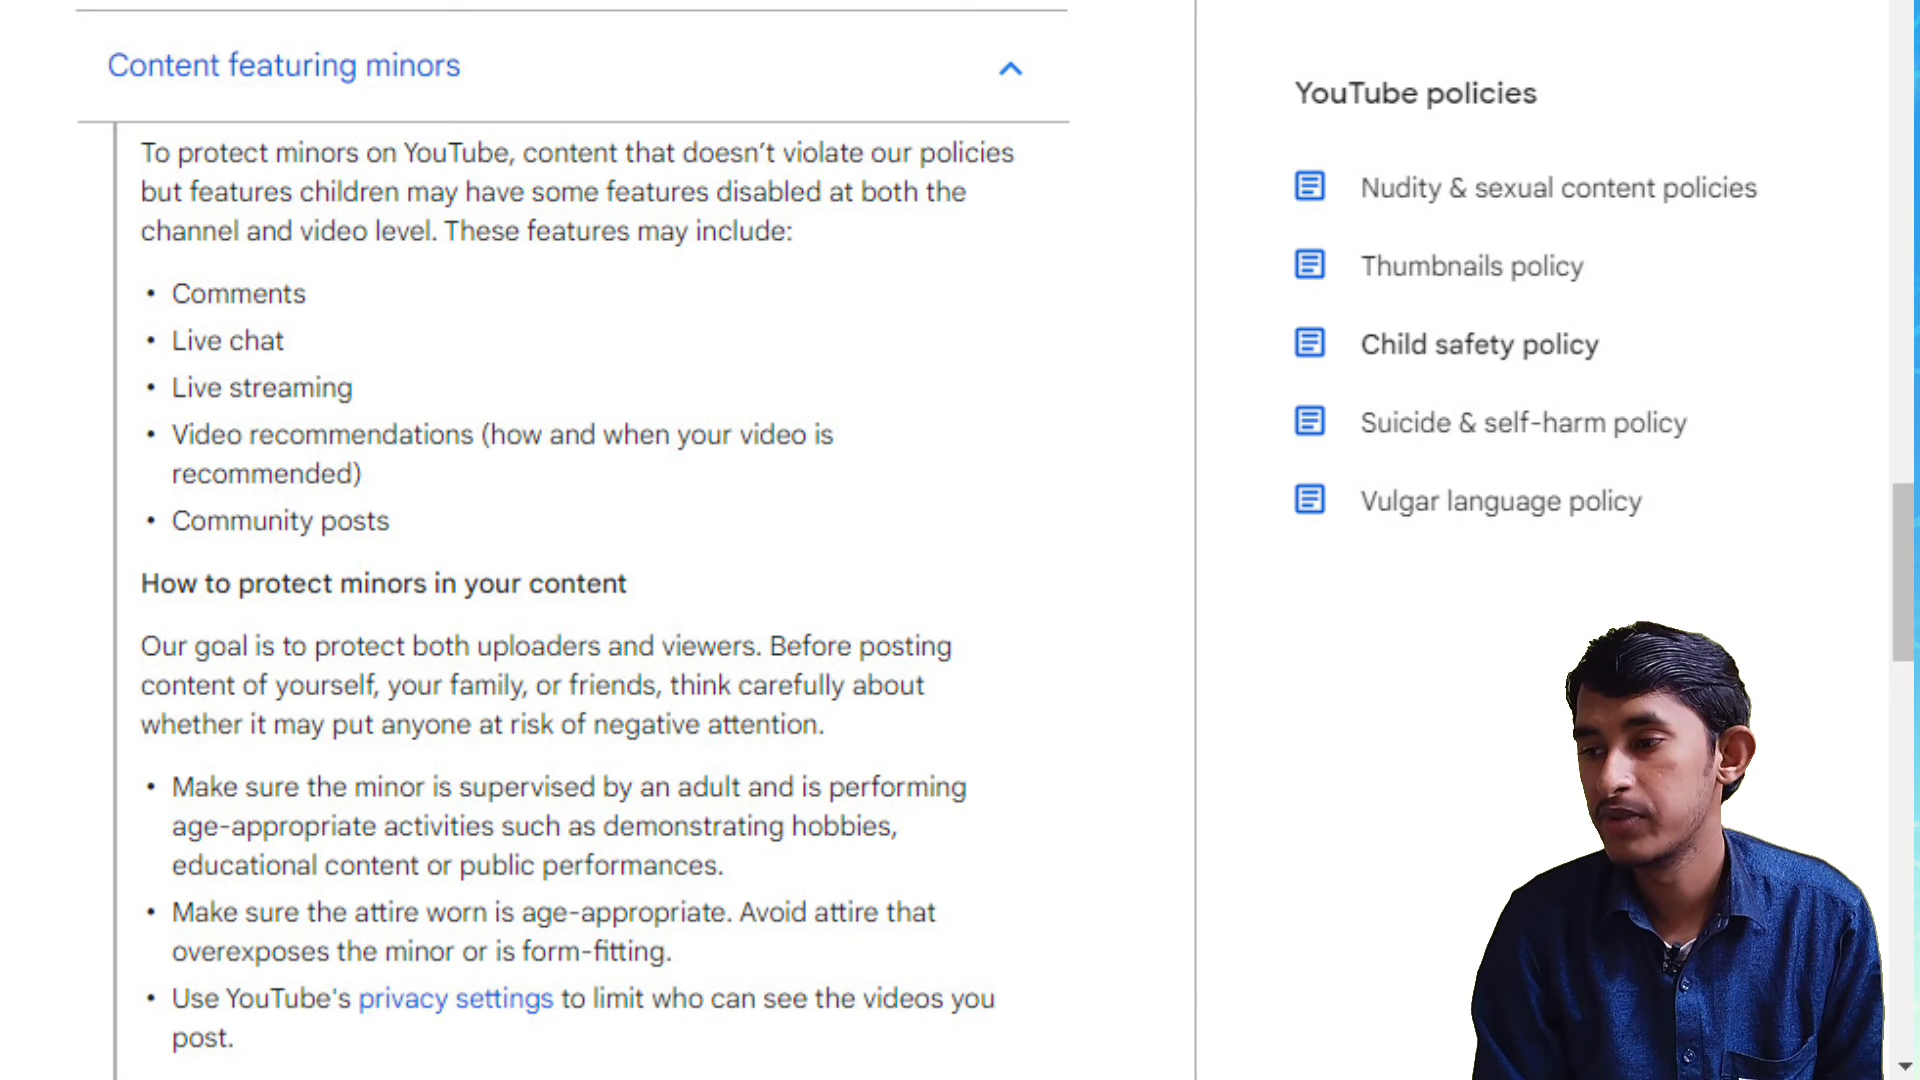 Content featuring minors
To protect minors on YouTube, content that doesn’t violate our policies
but features children may have some features disabled at both the
channel and video level. These features may include:
• Comments
• Live chat
• Live streaming
• Video recommendations (how and when your video is
recommended)
• Community posts
How to protect minors in your content
Our goal is to protect both uploaders and viewers. Before posting
content of yourself, your family, or friends, think carefully about
whether it may put anyone at risk of negative attention.
• Make sure the minor is supervised by an adult and is performing
age-appropriate activities such as demonstrating hobbies,
educational content or public performances.
• Make sure the attire worn is age-appropriate. Avoid attire that
overexposes the minor or is form-fitting.
• Use YouTube's privacy settings to limit who can see the videos you
post.
YouTube policies
Nudity & sexual content policies
Thumbnails policy
Child safety policy
Suicide & self-harm policy
Vulgar language policy